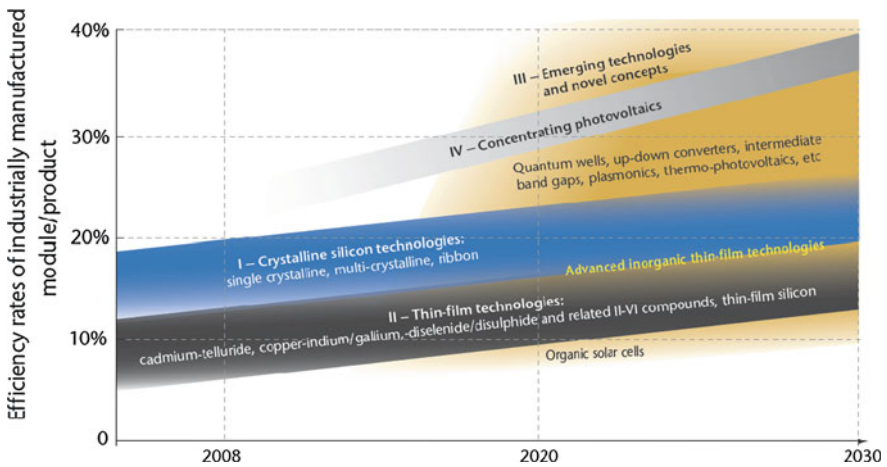 Efficiency rates of industrially manufactured
module/product
40%
30%
20%
10%
0
III – Emerging technologies
and novel concepts
IV – Concentrating photovoltaics
Quantum wells, up-down converters, intermediate
band gaps, plasmonics, thermo-photovoltaics, etc
I – Crystalline silicon technologies:
single crystalline, multi-crystalline, ribbon
Advanced inorganic thin-film technologies
II – Thin-film technologies:
cadmium-telluride, copper-indium/gallium,-diselenide/disulphide and related II-VI compounds, thin-film silicon
Organic solar cells
2008
2020
2030